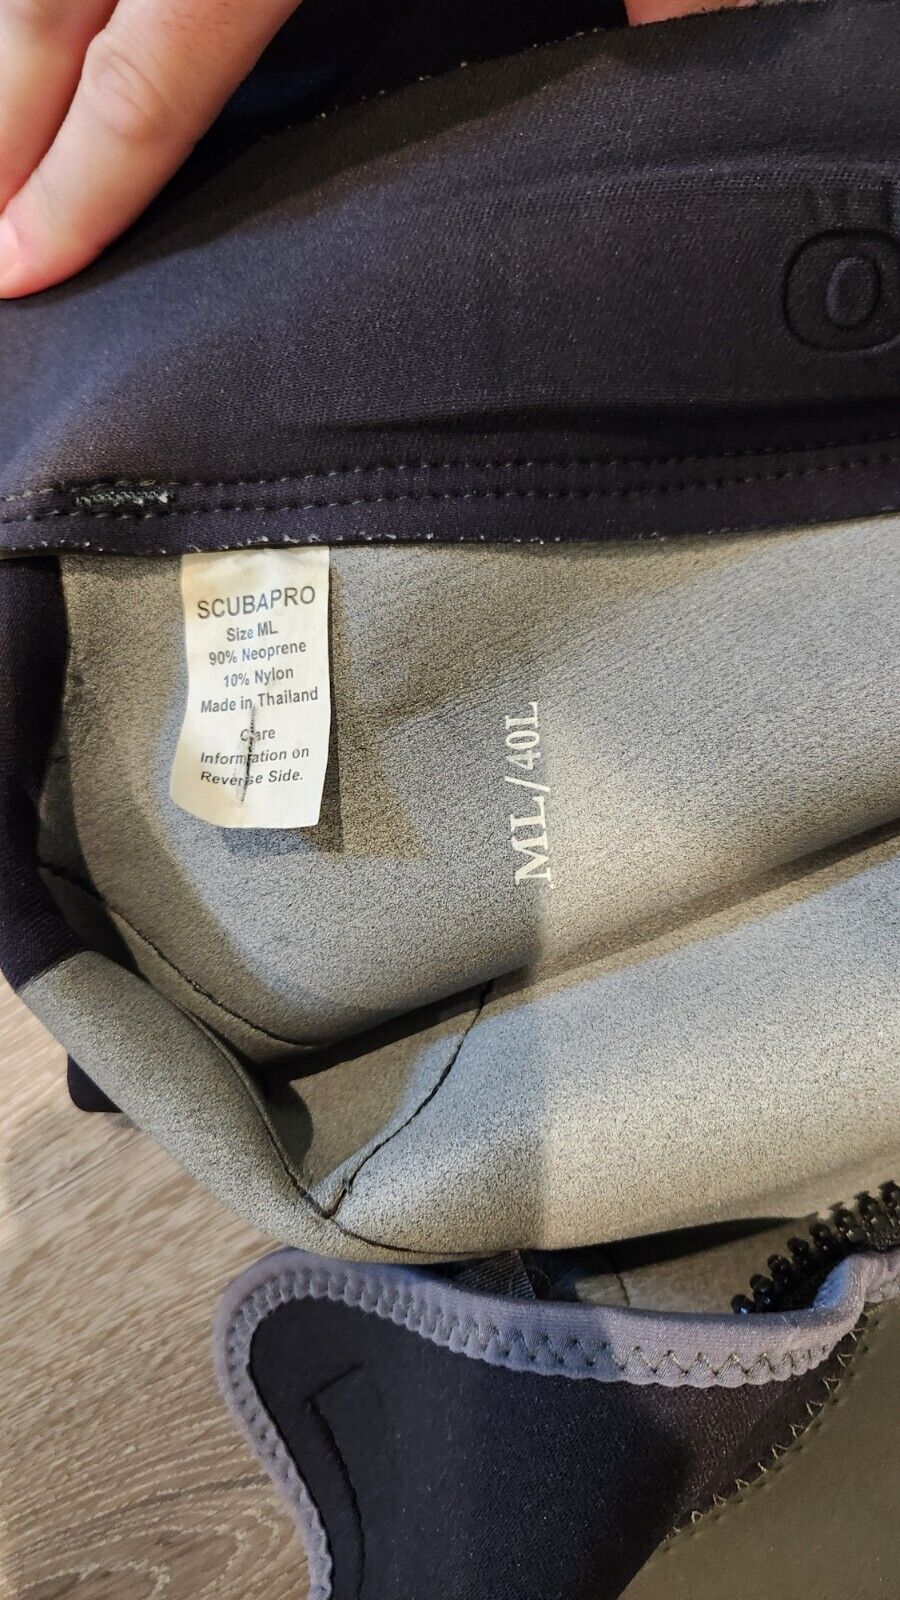 SCUBAPRO
Size ML
90% Neoprene
10% Nylon
Made in Thailand
Care
Information on
Reverse Side.
ML/40L